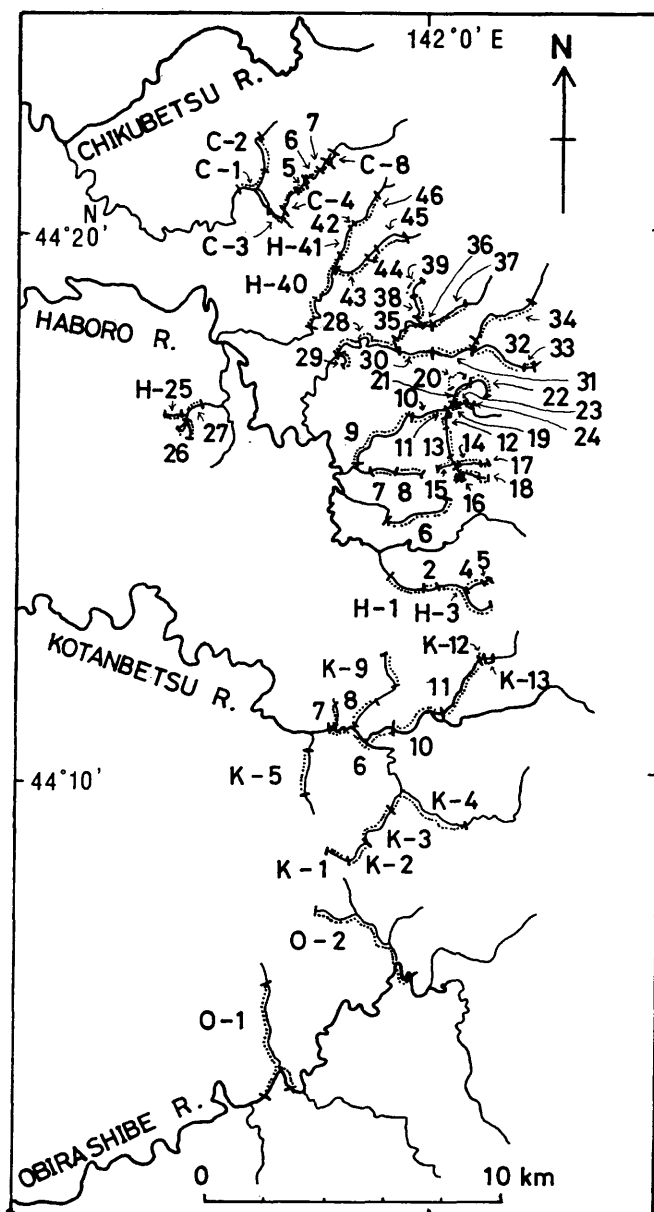 142°0' E
N
CHIKUBETSU R.
C-2
6
7
C-1
5
C-8
C-4
46
N
42
45
44°20'
C-3
H-41
36
H-40
44
39
37
43
38
28
35
34
HABORO R.
29
30
32
33
20
31
21
22
H-25
10
23
9
24
27
11
13
14
12
19
26
17
7
8
15
18
16
6
2
4
5
H-1
H-3
K-12
KOTANBETSU R.
K-9
K-13
8
11
7
6
10
44°10'
K-5
K-4
K-3
K-1
K-2
O-2
O-1
OBIRASHIBE R.
0
10 km